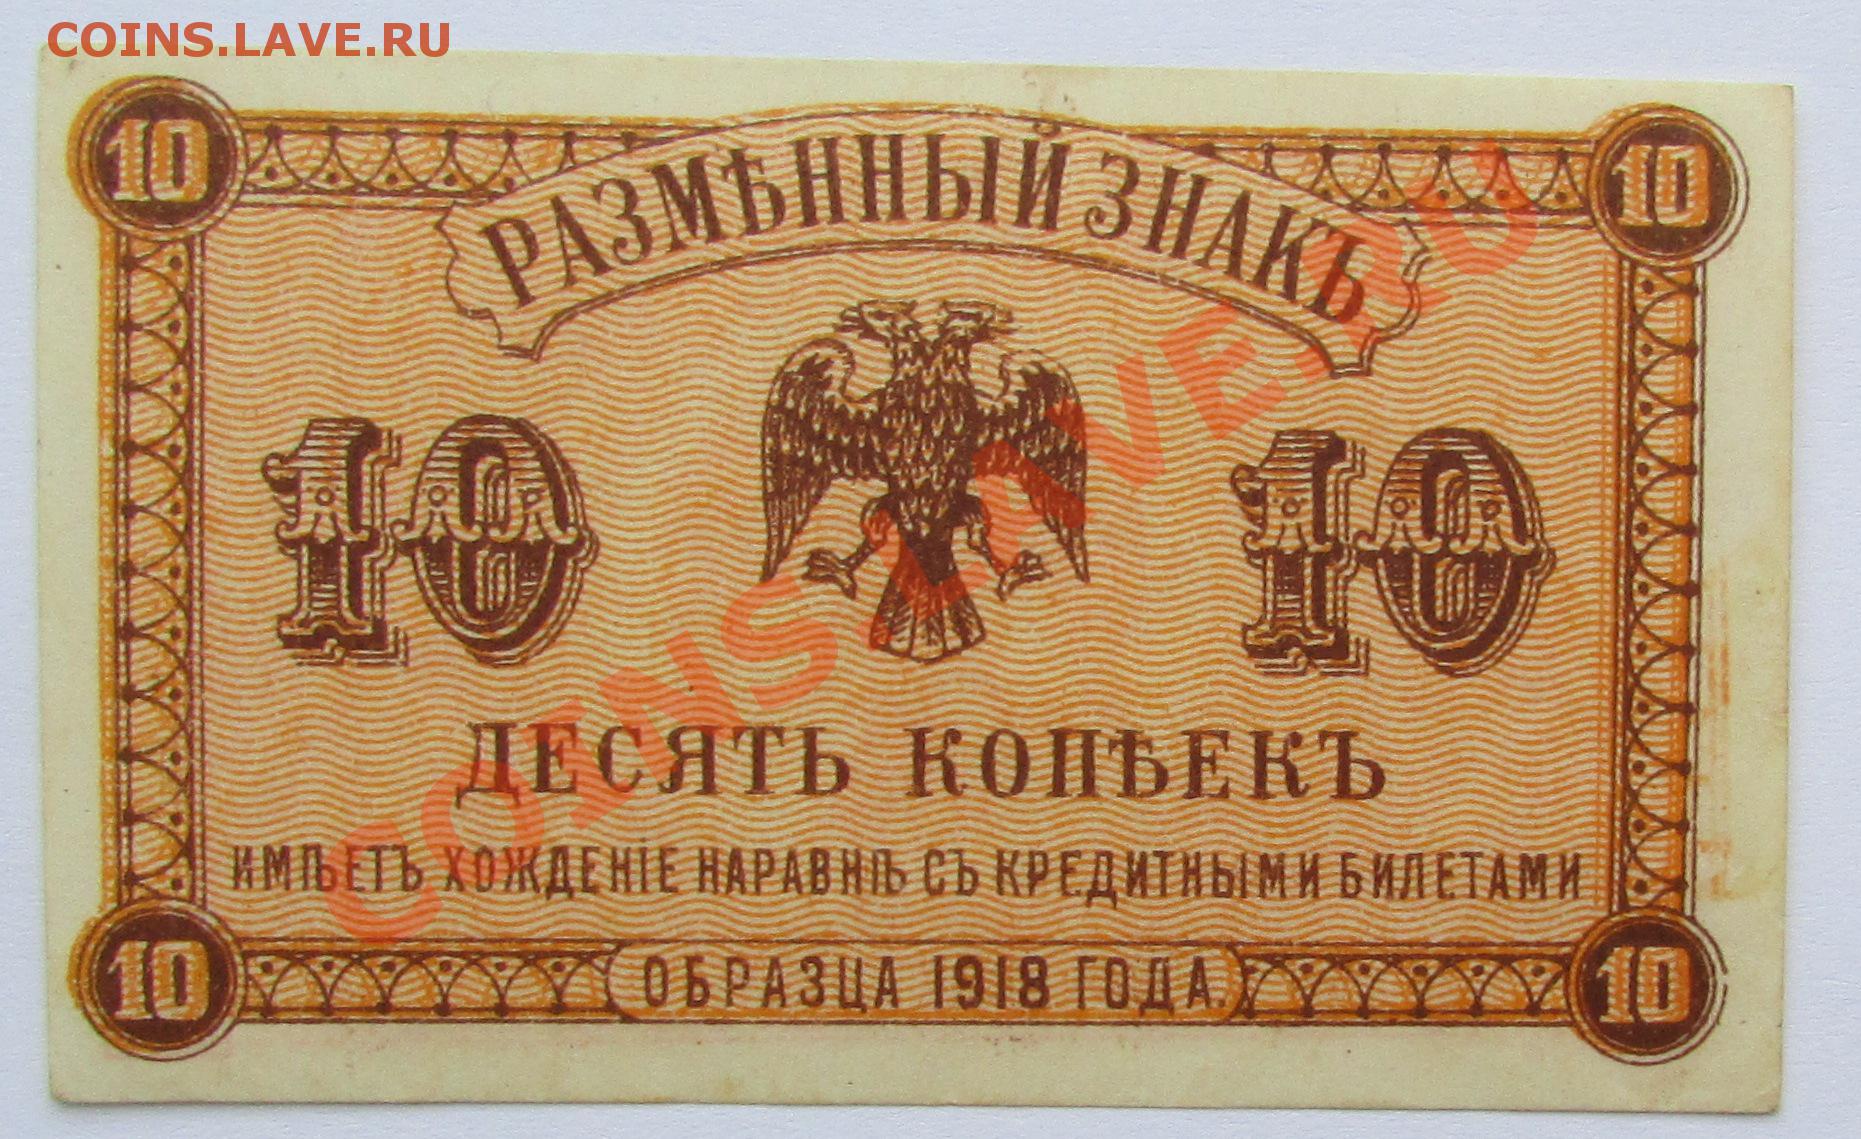 COINS.LAVE.RU
10 10
РАЗМѢННЫЙ ЗНАКЪ
10 10
ДЕСЯТЬ КОПѢЕКЪ
ИМѢЕТЪ ХОЖДЕНІЕ НАРАВНѢ СЪ КРЕДИТНЫМИ БИЛЕТАМИ
10 ОБРАЗЦА 1918 ГОДА. 10
COINS.LAVE.RU